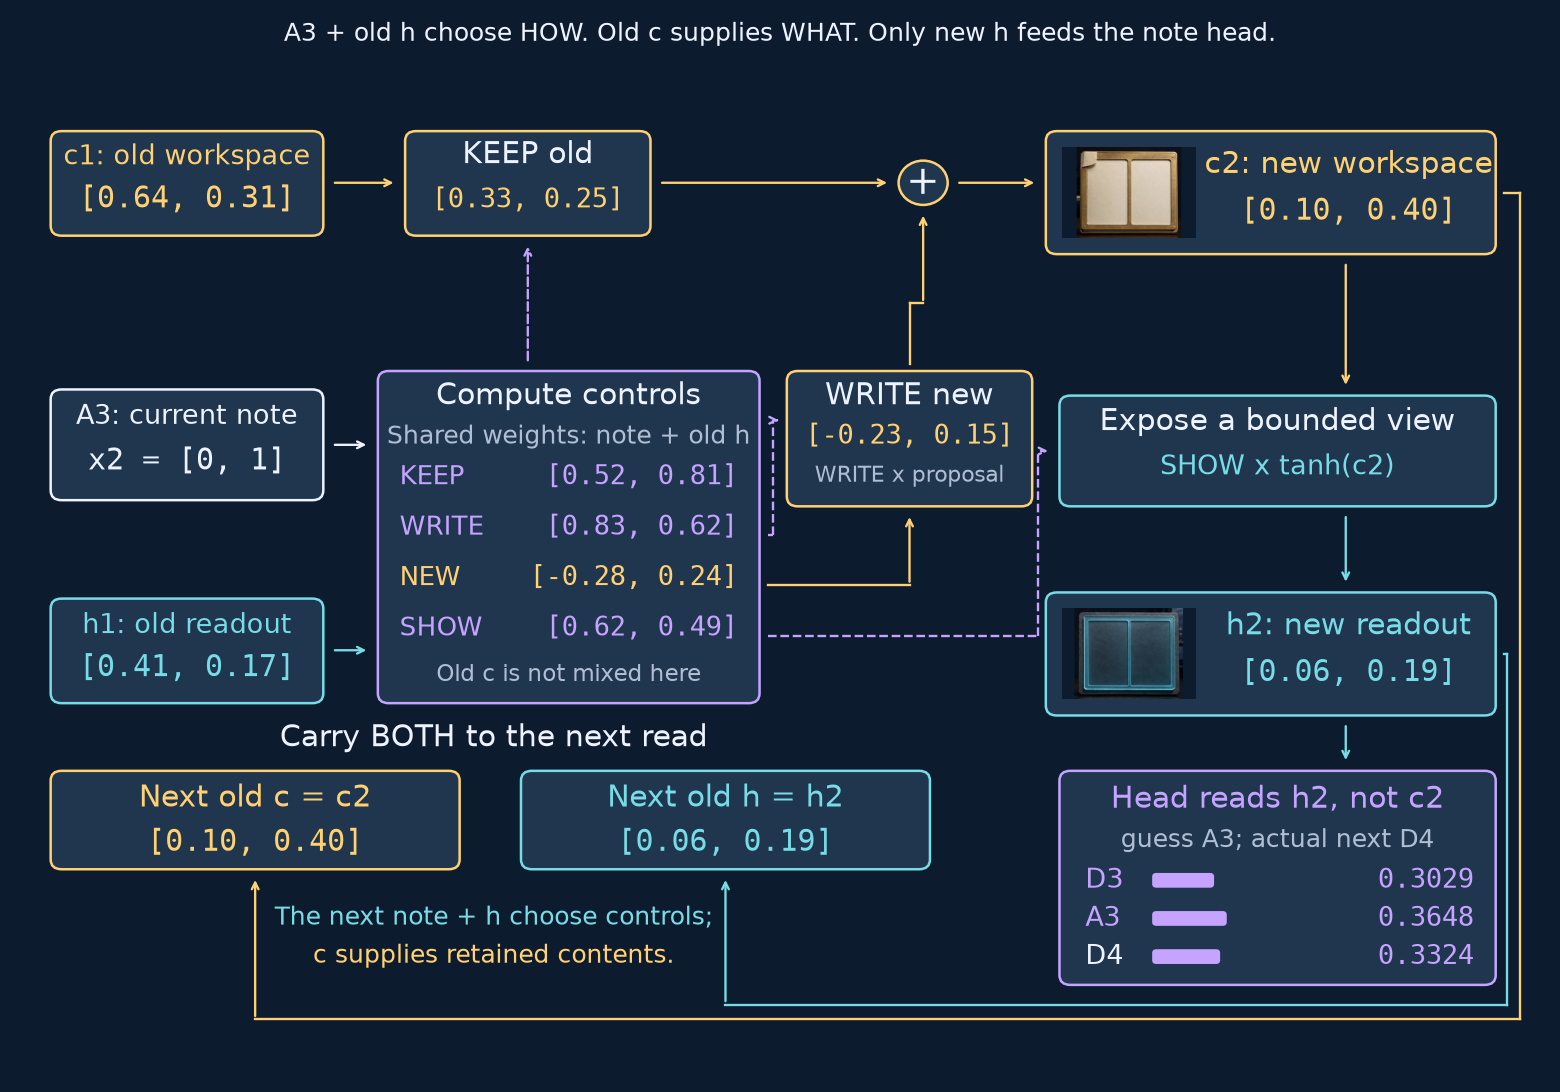 A3 + old h choose HOW. Old c supplies WHAT. Only new h feeds the note head.
c1: old workspace
[0.64, 0.31]
KEEP old
[0.33, 0.25]
+
c2: new workspace
[0.10, 0.40]
A3: current note
x2 = [0, 1]
Compute controls
Shared weights: note + old h
KEEP [0.52, 0.81]
WRITE [0.83, 0.62]
NEW [-0.28, 0.24]
SHOW [0.62, 0.49]
Old c is not mixed here
WRITE new
[-0.23, 0.15]
WRITE x proposal
Expose a bounded view
SHOW x tanh(c2)
h1: old readout
[0.41, 0.17]
h2: new readout
[0.06, 0.19]
Carry BOTH to the next read
Next old c = c2
[0.10, 0.40]
Next old h = h2
[0.06, 0.19]
Head reads h2, not c2
guess A3; actual next D4
D3 0.3029
A3 0.3648
D4 0.3324
The next note + h choose controls;
c supplies retained contents.